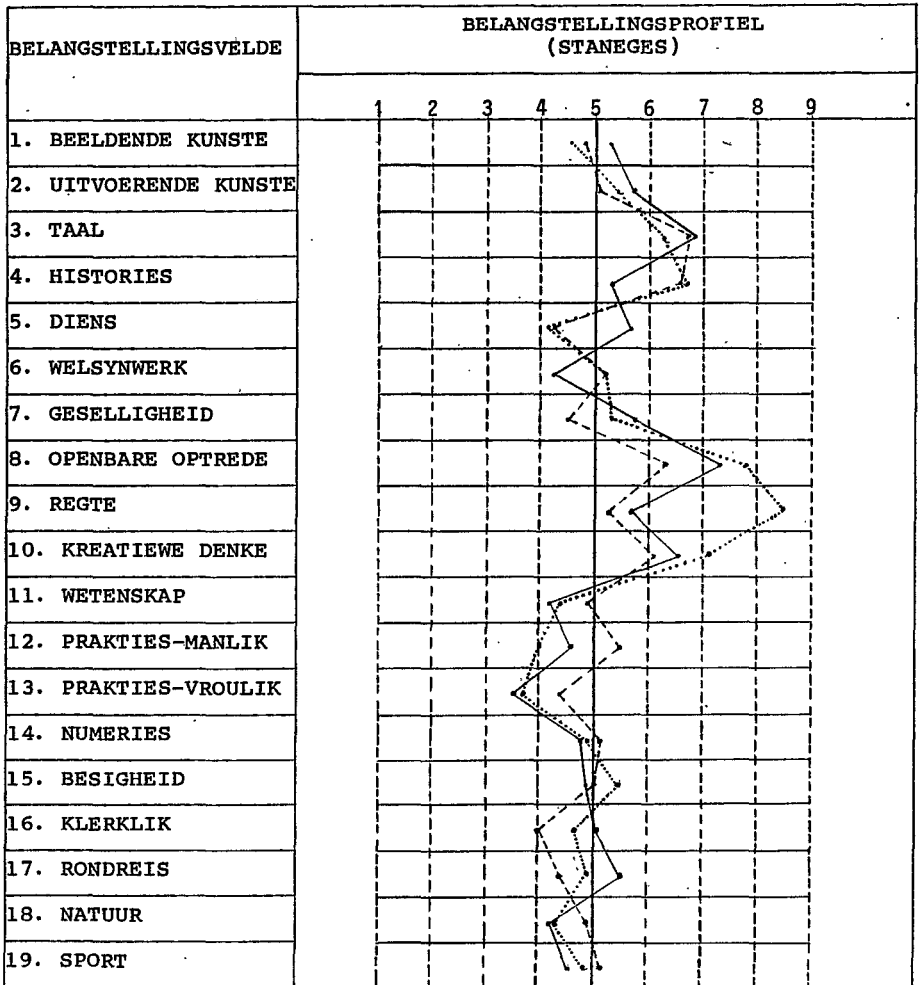 BELANGSTELLINGSVELDE
BELANGSTELLINGSPROFIEL
(STANEGES)
1 2 3 4 5 6 7 8 9
1. BEELDENDE KUNSTE
2. UITVOERENDE KUNSTE
3. TAAL
4. HISTORIES
5. DIENS
6. WELSYNWERK
7. GESELLIGHEID
8. OPENBARE OPTREDE
9. REGTE
10. KREATIEWE DENKE
11. WETENSKAP
12. PRAKTIES-MANLIK
13. PRAKTIES-VROULIK
14. NUMERIES
15. BESIGHEID
16. KLERKLIK
17. RONDREIS
18. NATUUR
19. SPORT